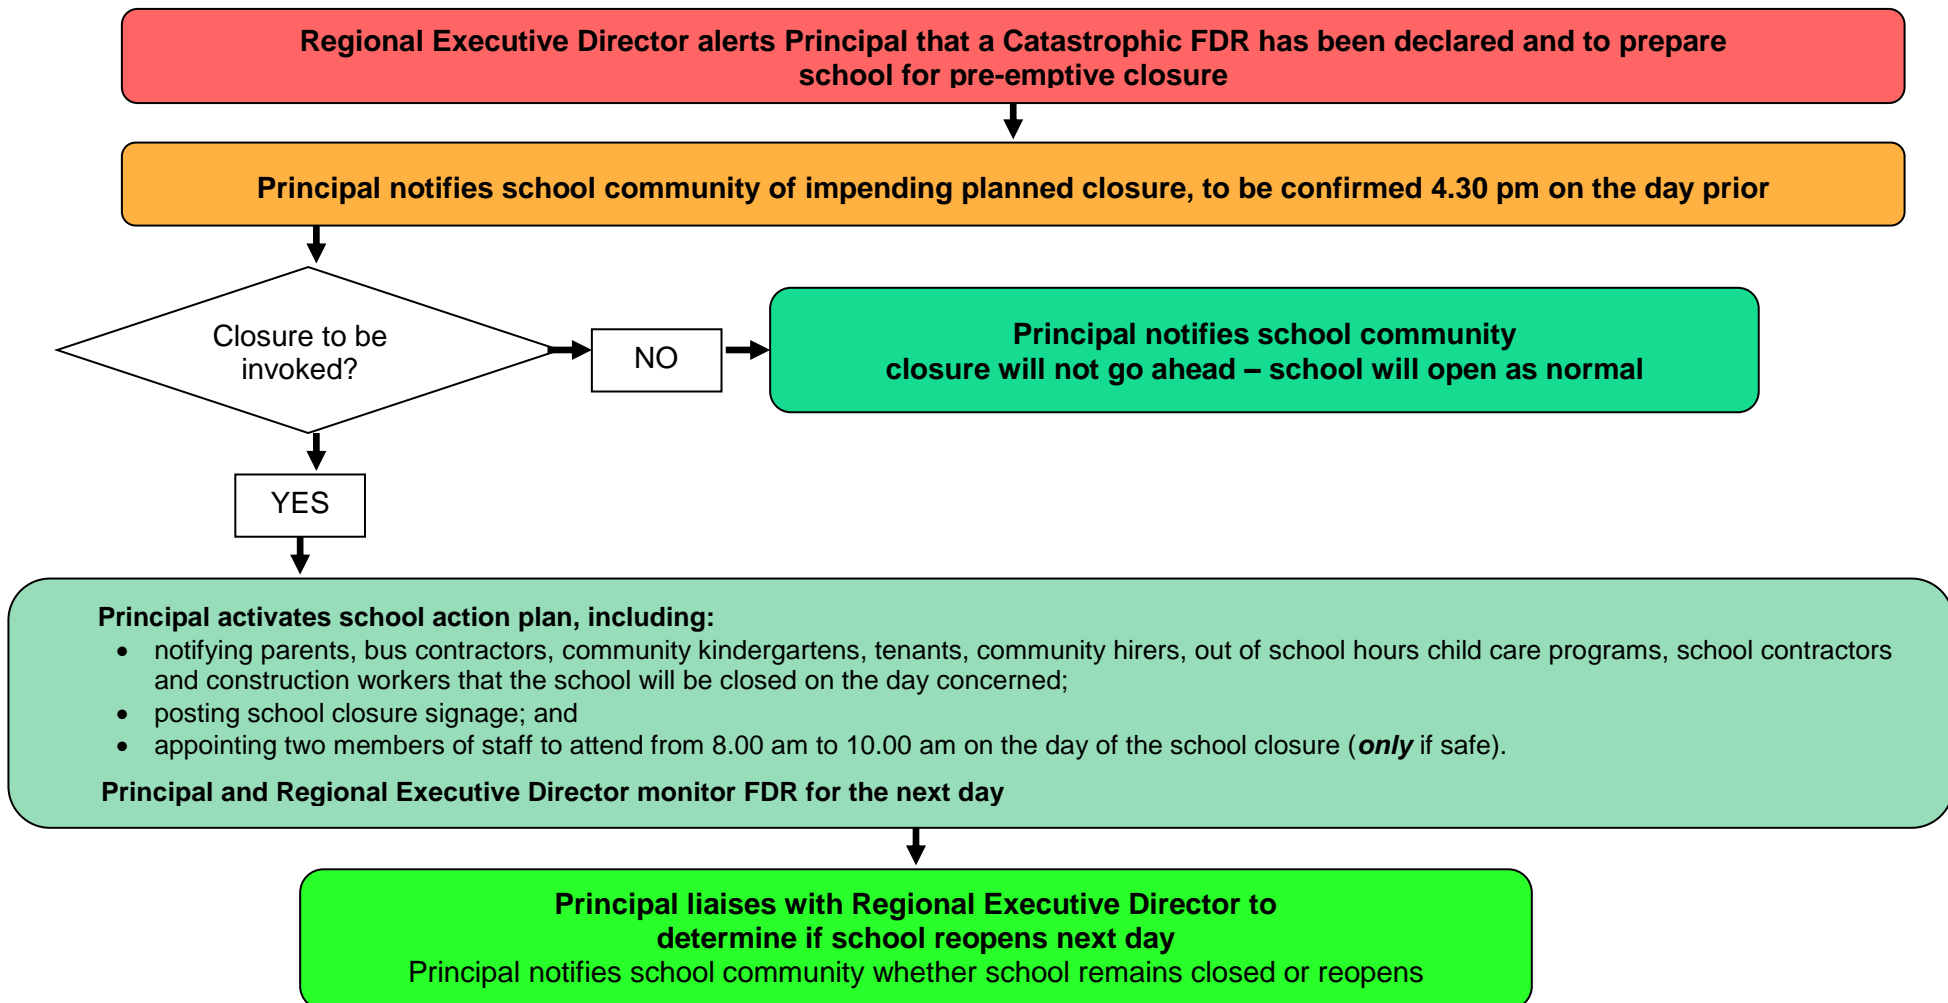 Regional Executive Director alerts Principal that a Catastrophic FDR has been declared and to prepare
school for pre-emptive closure
Principal notifies school community of impending planned closure, to be confirmed 4.30 pm on the day prior
Closure to be
invoked?
NO
Principal notifies school community
closure will not go ahead – school will open as normal
YES
Principal activates school action plan, including:
• notifying parents, bus contractors, community kindergartens, tenants, community hirers, out of school hours child care programs, school contractors
and construction workers that the school will be closed on the day concerned;
• posting school closure signage; and
• appointing two members of staff to attend from 8.00 am to 10.00 am on the day of the school closure (only if safe).
Principal and Regional Executive Director monitor FDR for the next day
Principal liaises with Regional Executive Director to
determine if school reopens next day
Principal notifies school community whether school remains closed or reopens